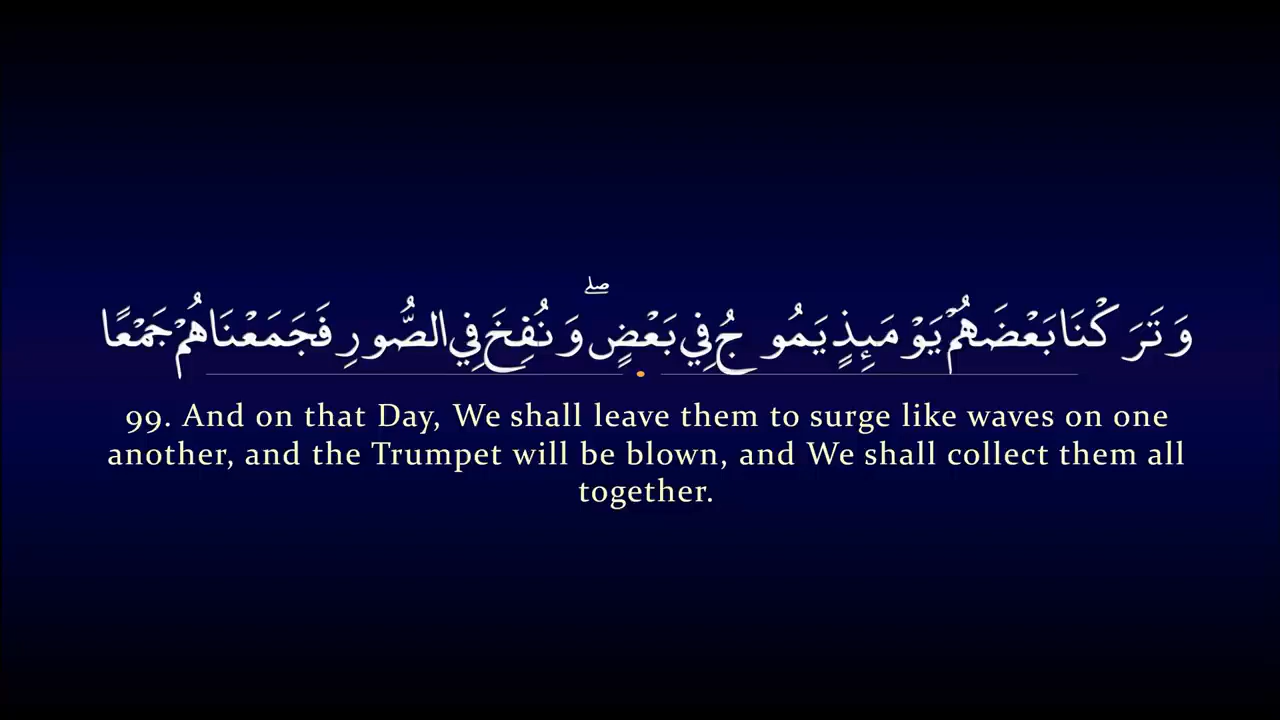 وَتَرَكْنَا بَعْضَهُمْ يَوْمَئِذٍ يَمُوجُ فِي بَعْضٍ ۖ وَنُفِخَ فِي الصُّورِ فَجَمَعْنَاهُمْ جَمْعًا
99. And on that Day, We shall leave them to surge like waves on one
another, and the Trumpet will be blown, and We shall collect them all
together.